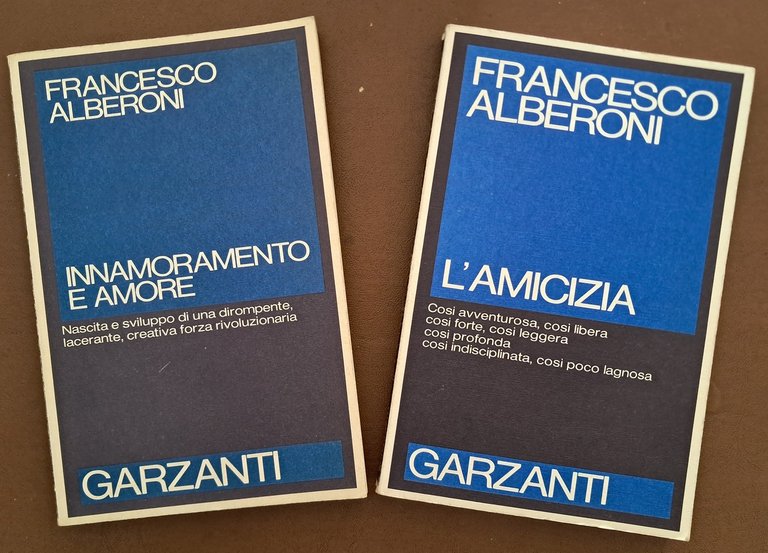 FRANCESCO
ALBERONI
INNAMORAMENTO
E AMORE
Nascita e sviluppo di una dirompente,
lacerante, creativa forza rivoluzionaria
GARZANTI
FRANCESCO
ALBERONI
L'AMICIZIA
Così avventurosa, così libera
così forte, così leggera
così profonda
così indisciplinata, così poco lagnosa
GARZANTI